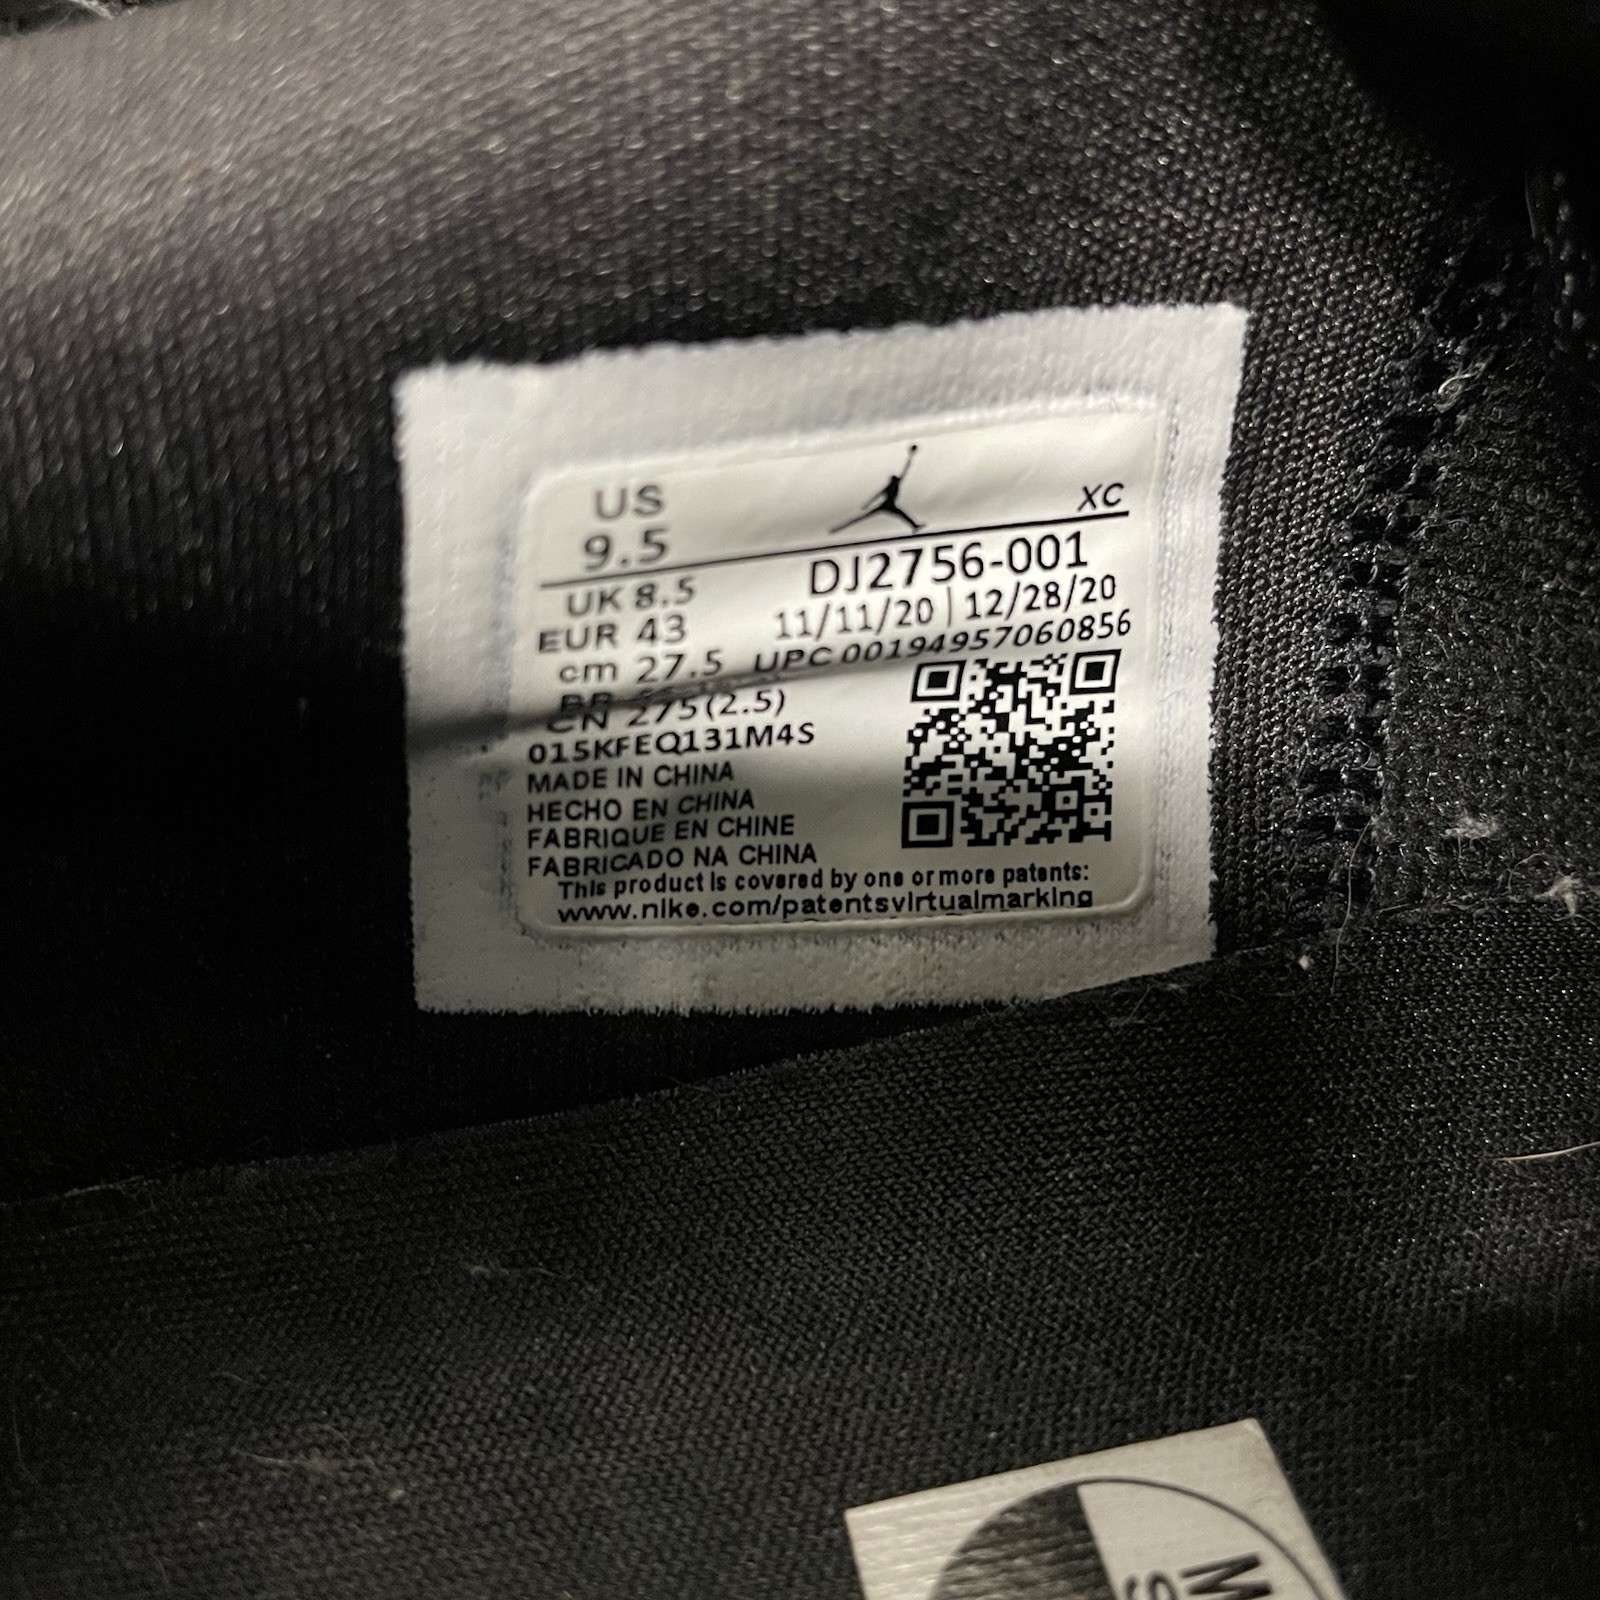 US
9.5
XC
UK 8.5
EUR 43
cm 27.5
BR
CN 275(2.5)
DJ2756-001
11/11/20 | 12/28/20
UPC 00194957060856
015KFEQ131M4S
MADE IN CHINA
HECHO EN CHINA
FABRIQUE EN CHINE
FABRICADO NA CHINA
This product is covered by one or more patents:
www.nike.com/patentsvirtualmarking
M
S